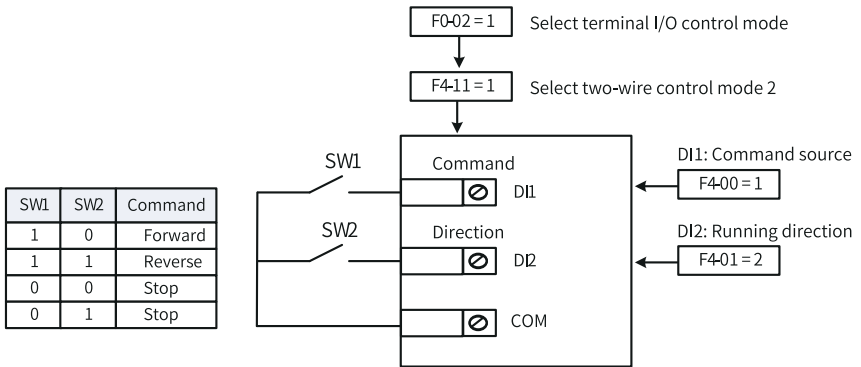 F0-02 = 1 Select terminal I/O control mode
F4-11 = 1 Select two-wire control mode 2
SW1
Command
DI1
DI1: Command source
F4-00 = 1
SW2
Direction
DI2
DI2: Running direction
F4-01 = 2
COM
SW1 SW2 Command
1 0 Forward
1 1 Reverse
0 0 Stop
0 1 Stop